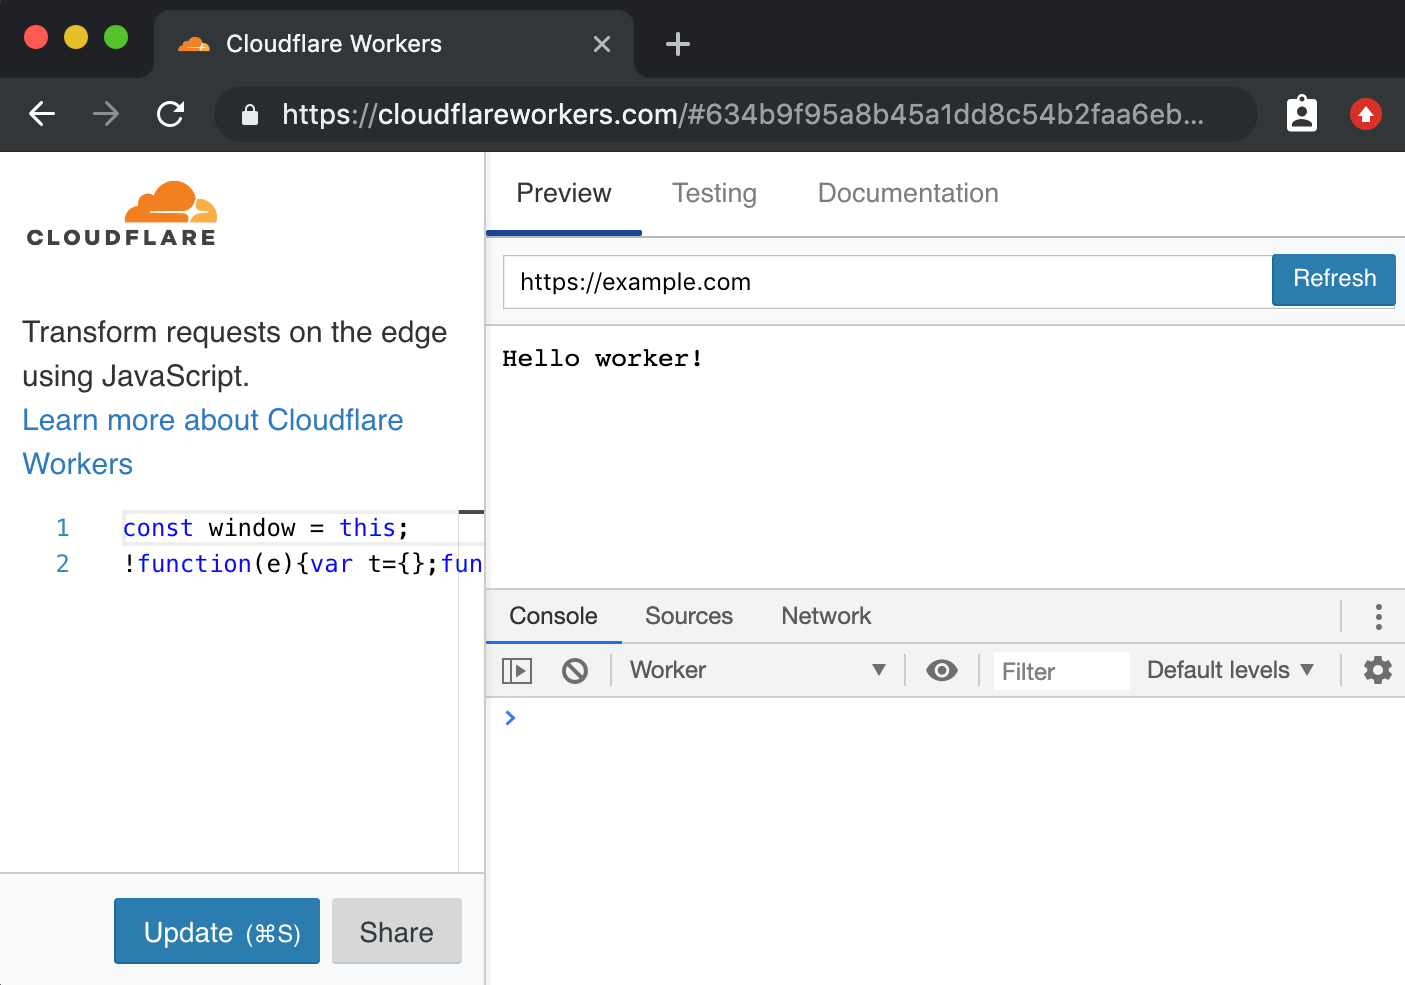 Cloudflare Workers
https://cloudflareworkers.com/#634b9f95a8b45a1dd8c54b2faa6eb...
CLOUDFLARE
Transform requests on the edge
using JavaScript.
Learn more about Cloudflare
Workers
1 const window = this;
2 !function(e){var t={};fun
Update (⌘S)
Share
Preview Testing Documentation
https://example.com
Refresh
Hello worker!
Console Sources Network
Worker ▼ Filter Default levels ▼